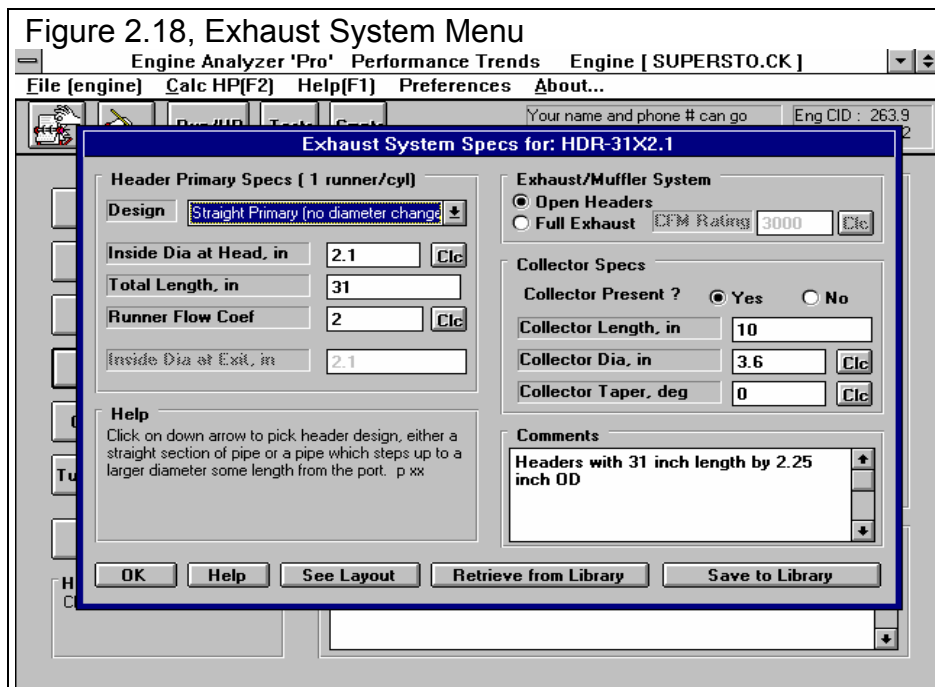 Figure 2.18, Exhaust System Menu
Engine Analyzer 'Pro' Performance Trends Engine [ SUPERSTO.CK ]
File (engine) Calc HP(F2) Help(F1) Preferences About...
Your name and phone # can go
Eng CID : 263.9
2
Exhaust System Specs for: HDR-31X2.1
Header Primary Specs ( 1 runner/cyl)
Design Straight Primary (no diameter change
Inside Dia at Head, in 2.1 Clc
Total Length, in 31
Runner Flow Coef 2 Clc
Inside Dia at Exit, in 2.1
Help
Click on down arrow to pick header design, either a
straight section of pipe or a pipe which steps up to a
larger diameter some length from the port. p xx
Exhaust/Muffler System
Open Headers
Full Exhaust CFM Rating 3000 Clc
Collector Specs
Collector Present ? Yes No
Collector Length, in 10
Collector Dia, in 3.6 Clc
Collector Taper, deg 0 Clc
Comments
Headers with 31 inch length by 2.25
inch OD
OK Help See Layout Retrieve from Library Save to Library
Tu
H